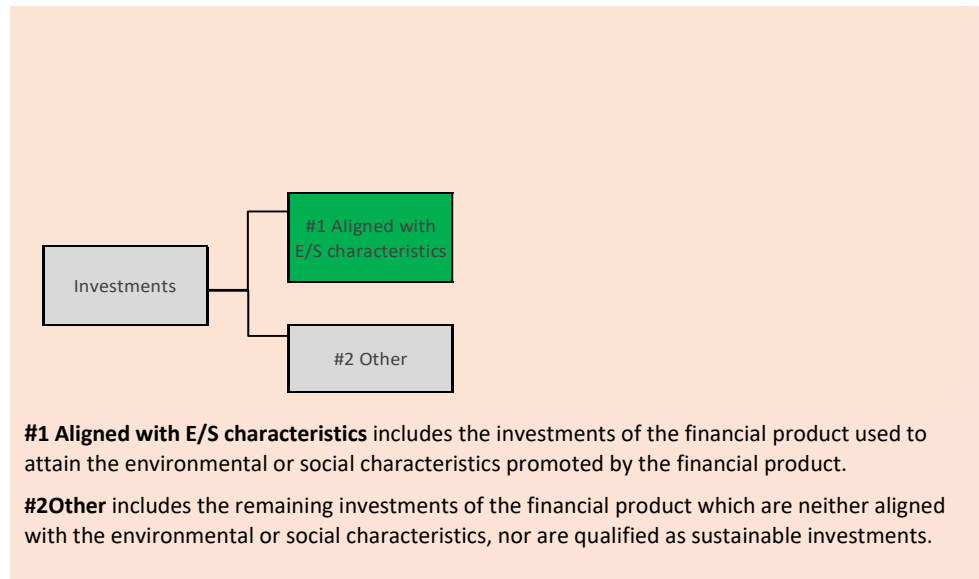 #1 Aligned with
E/S characteristics
Investments
#2 Other
#1 Aligned with E/S characteristics includes the investments of the financial product used to
attain the environmental or social characteristics promoted by the financial product.
#2Other includes the remaining investments of the financial product which are neither aligned
with the environmental or social characteristics, nor are qualified as sustainable investments.